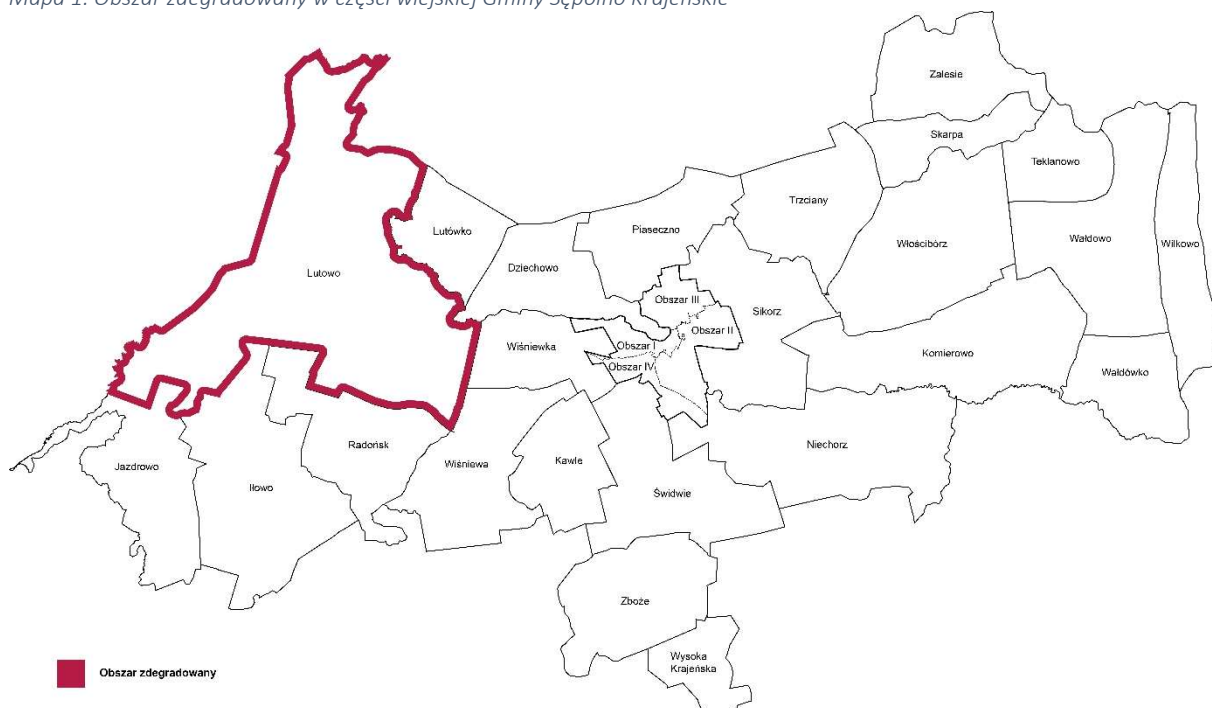 Mapa 1. Obszar zdegradowany w części wiejskiej Gminy Sępólno Krajeńskie
Zalesie
Skarpa
Teklanowo
Trzciany
Lutówko
Piaseczno
Włościbórz
Wałdowo
Wilkowo
Lutowo
Dziechowo
Obszar III
Sikorz
Obszar II
Wiśniewka
Obszar I
Komierowo
Obszar IV
Wałdówko
Radońsk
Niechorz
Jazdrowo
Iłowo
Wiśniewa
Kawle
Świdwie
Zboże
Wysoka
Krajeńska
Obszar zdegradowany